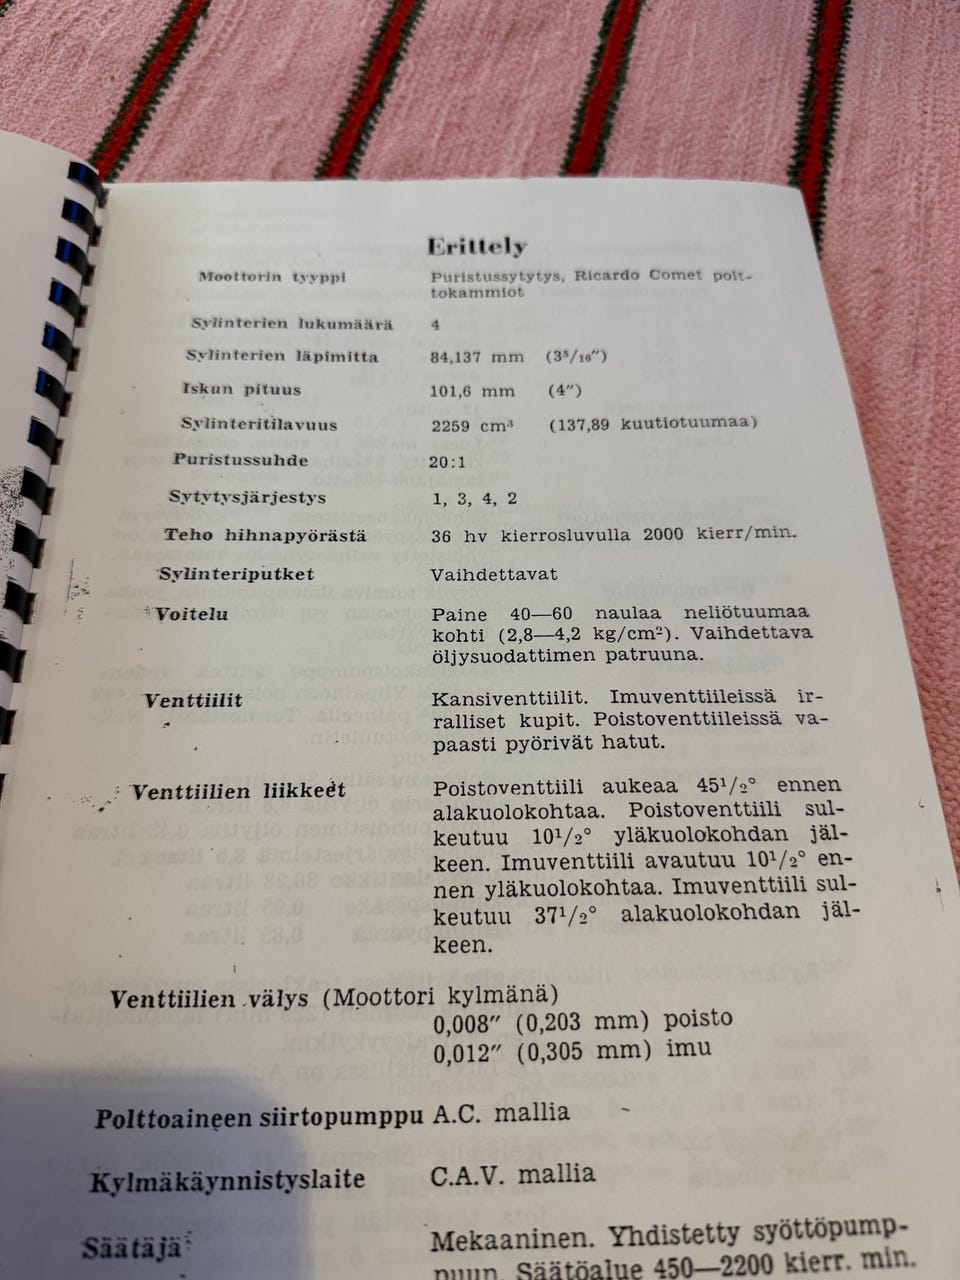 Erittely
Moottorin tyyppi Puristussytytys, Ricardo Comet polt-
tokammiot
Sylinterien lukumäärä 4
Sylinterien läpimitta 84,137 mm (3⁵/₁₆″)
Iskun pituus 101,6 mm (4″)
Sylinteritilavuus 2259 cm³ (137,89 kuutiotuumaa)
Puristussuhde 20:1
Sytytysjärjestys 1, 3, 4, 2
Teho hihnapyörästä 36 hv kierrosluvulla 2000 kierr/min.
Sylinteriputket Vaihdettavat
Voitelu Paine 40—60 naulaa neliötuumaa
kohti (2,8—4,2 kg/cm²). Vaihdettava
öljysuodattimen patruuna.
Venttiilit Kansiventtiilit. Imuventtiileissä ir-
ralliset kupit. Poistoventtiileissä va-
paasti pyörivät hatut.
Venttiilien liikkeet Poistoventtiili aukeaa 45¹/₂° ennen
alakuolokohtaa. Poistoventtiili sul-
keutuu 10¹/₂° yläkuolokohdan jäl-
keen. Imuventtiili avautuu 10¹/₂° en-
nen yläkuolokohtaa. Imuventtiili sul-
keutuu 37¹/₂° alakuolokohdan jäl-
keen.
Venttiilien välys (Moottori kylmänä)
0,008″ (0,203 mm) poisto
0,012″ (0,305 mm) imu
Polttoaineen siirtopumppu A.C. mallia
Kylmäkäynnistyslaite C.A.V. mallia
Säätäjä Mekaaninen. Yhdistetty syöttöpump-
puun. Säätöalue 450—2200 kierr. min.